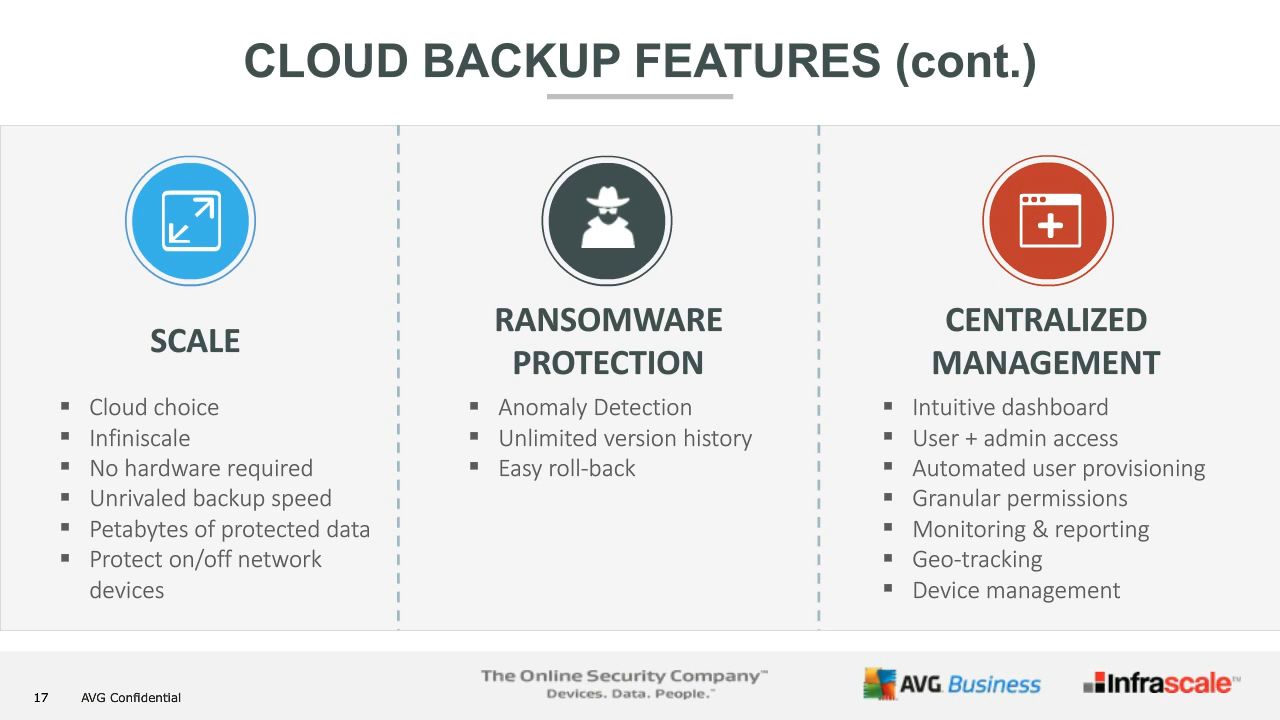 CLOUD BACKUP FEATURES (cont.)
SCALE
▪ Cloud choice
▪ Infiniscale
▪ No hardware required
▪ Unrivaled backup speed
▪ Petabytes of protected data
▪ Protect on/off network
devices
RANSOMWARE
PROTECTION
▪ Anomaly Detection
▪ Unlimited version history
▪ Easy roll-back
CENTRALIZED
MANAGEMENT
▪ Intuitive dashboard
▪ User + admin access
▪ Automated user provisioning
▪ Granular permissions
▪ Monitoring & reporting
▪ Geo-tracking
▪ Device management
17 AVG Confidential
The Online Security Company™
Devices. Data. People.™
AVG Business
Infrascale™